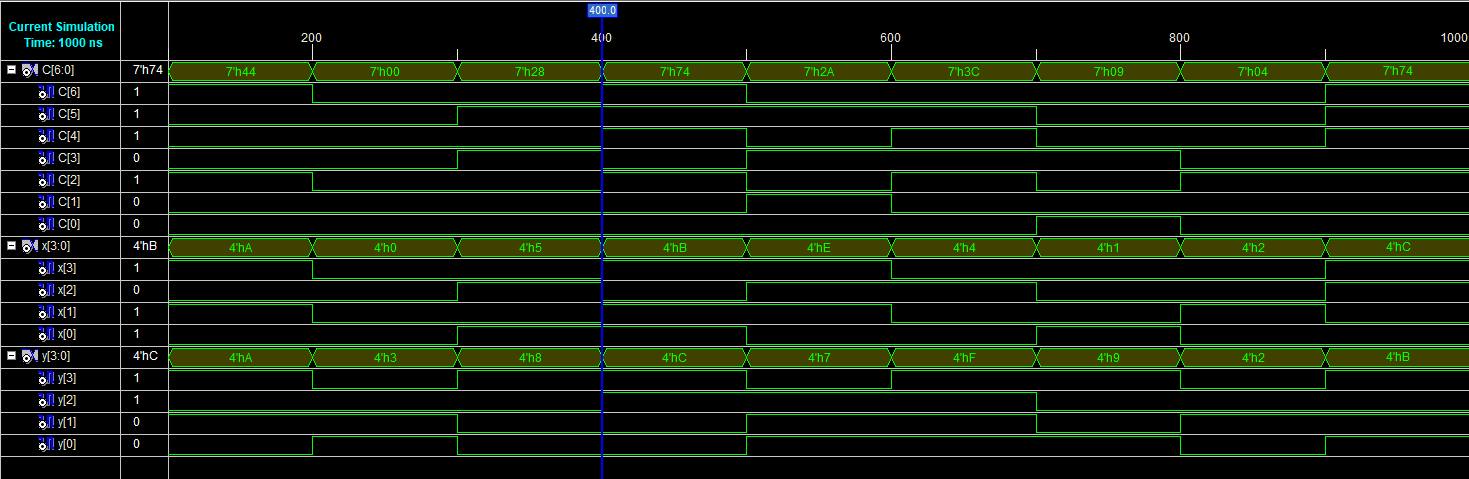 400.0
Current Simulation
Time: 1000 ns
200 400 600 800 1000
C[6:0] 7'h74 7'h44 7'h00 7'h28 7'h74 7'h2A 7'h3C 7'h09 7'h04 7'h74
C[6] 1
C[5] 1
C[4] 1
C[3] 0
C[2] 1
C[1] 0
C[0] 0
x[3:0] 4'hB 4'hA 4'h0 4'h5 4'hB 4'hE 4'h4 4'h1 4'h2 4'hC
x[3] 1
x[2] 0
x[1] 1
x[0] 1
y[3:0] 4'hC 4'hA 4'h3 4'h8 4'hC 4'h7 4'hF 4'h9 4'h2 4'hB
y[3] 1
y[2] 1
y[1] 0
y[0] 0